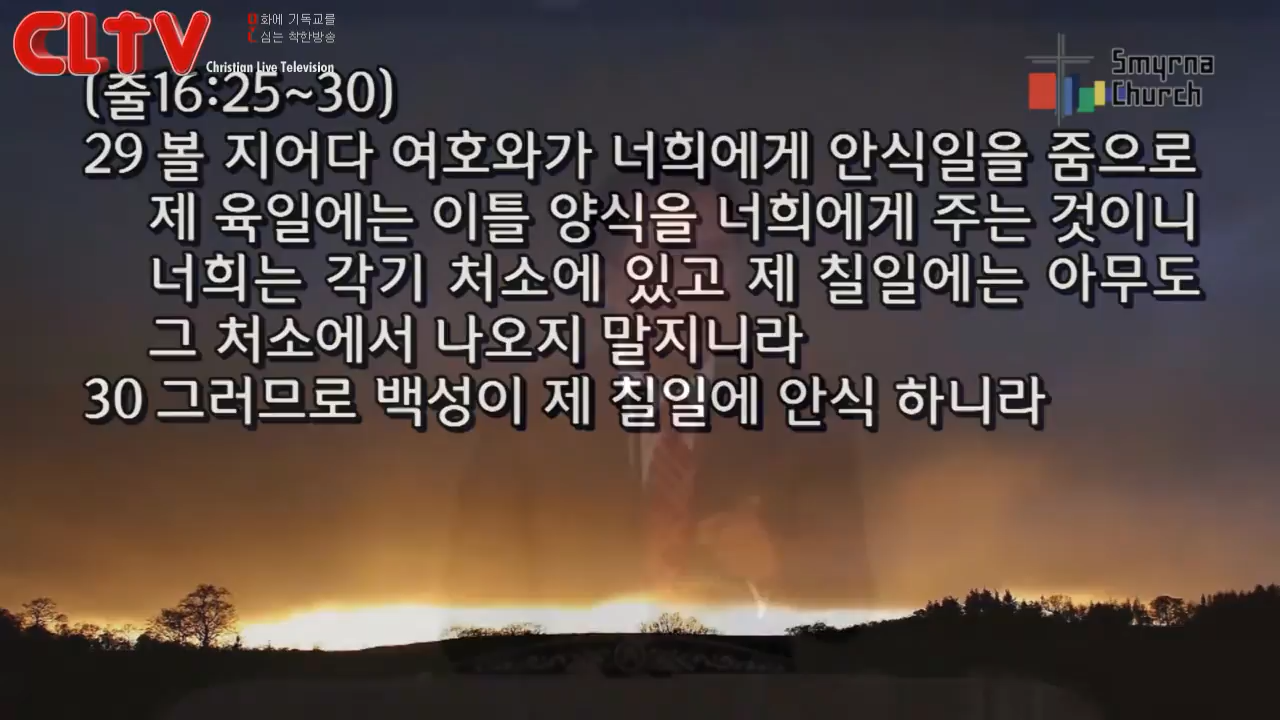 CLTV
화에 기독교를
심는 착한방송
Christian Live Television
Smyrna
Church
(출16:25~30)
29 볼 지어다 여호와가 너희에게 안식일을 줌으로
제 육일에는 이틀 양식을 너희에게 주는 것이니
너희는 각기 처소에 있고 제 칠일에는 아무도
그 처소에서 나오지 말지니라
30 그러므로 백성이 제 칠일에 안식 하니라